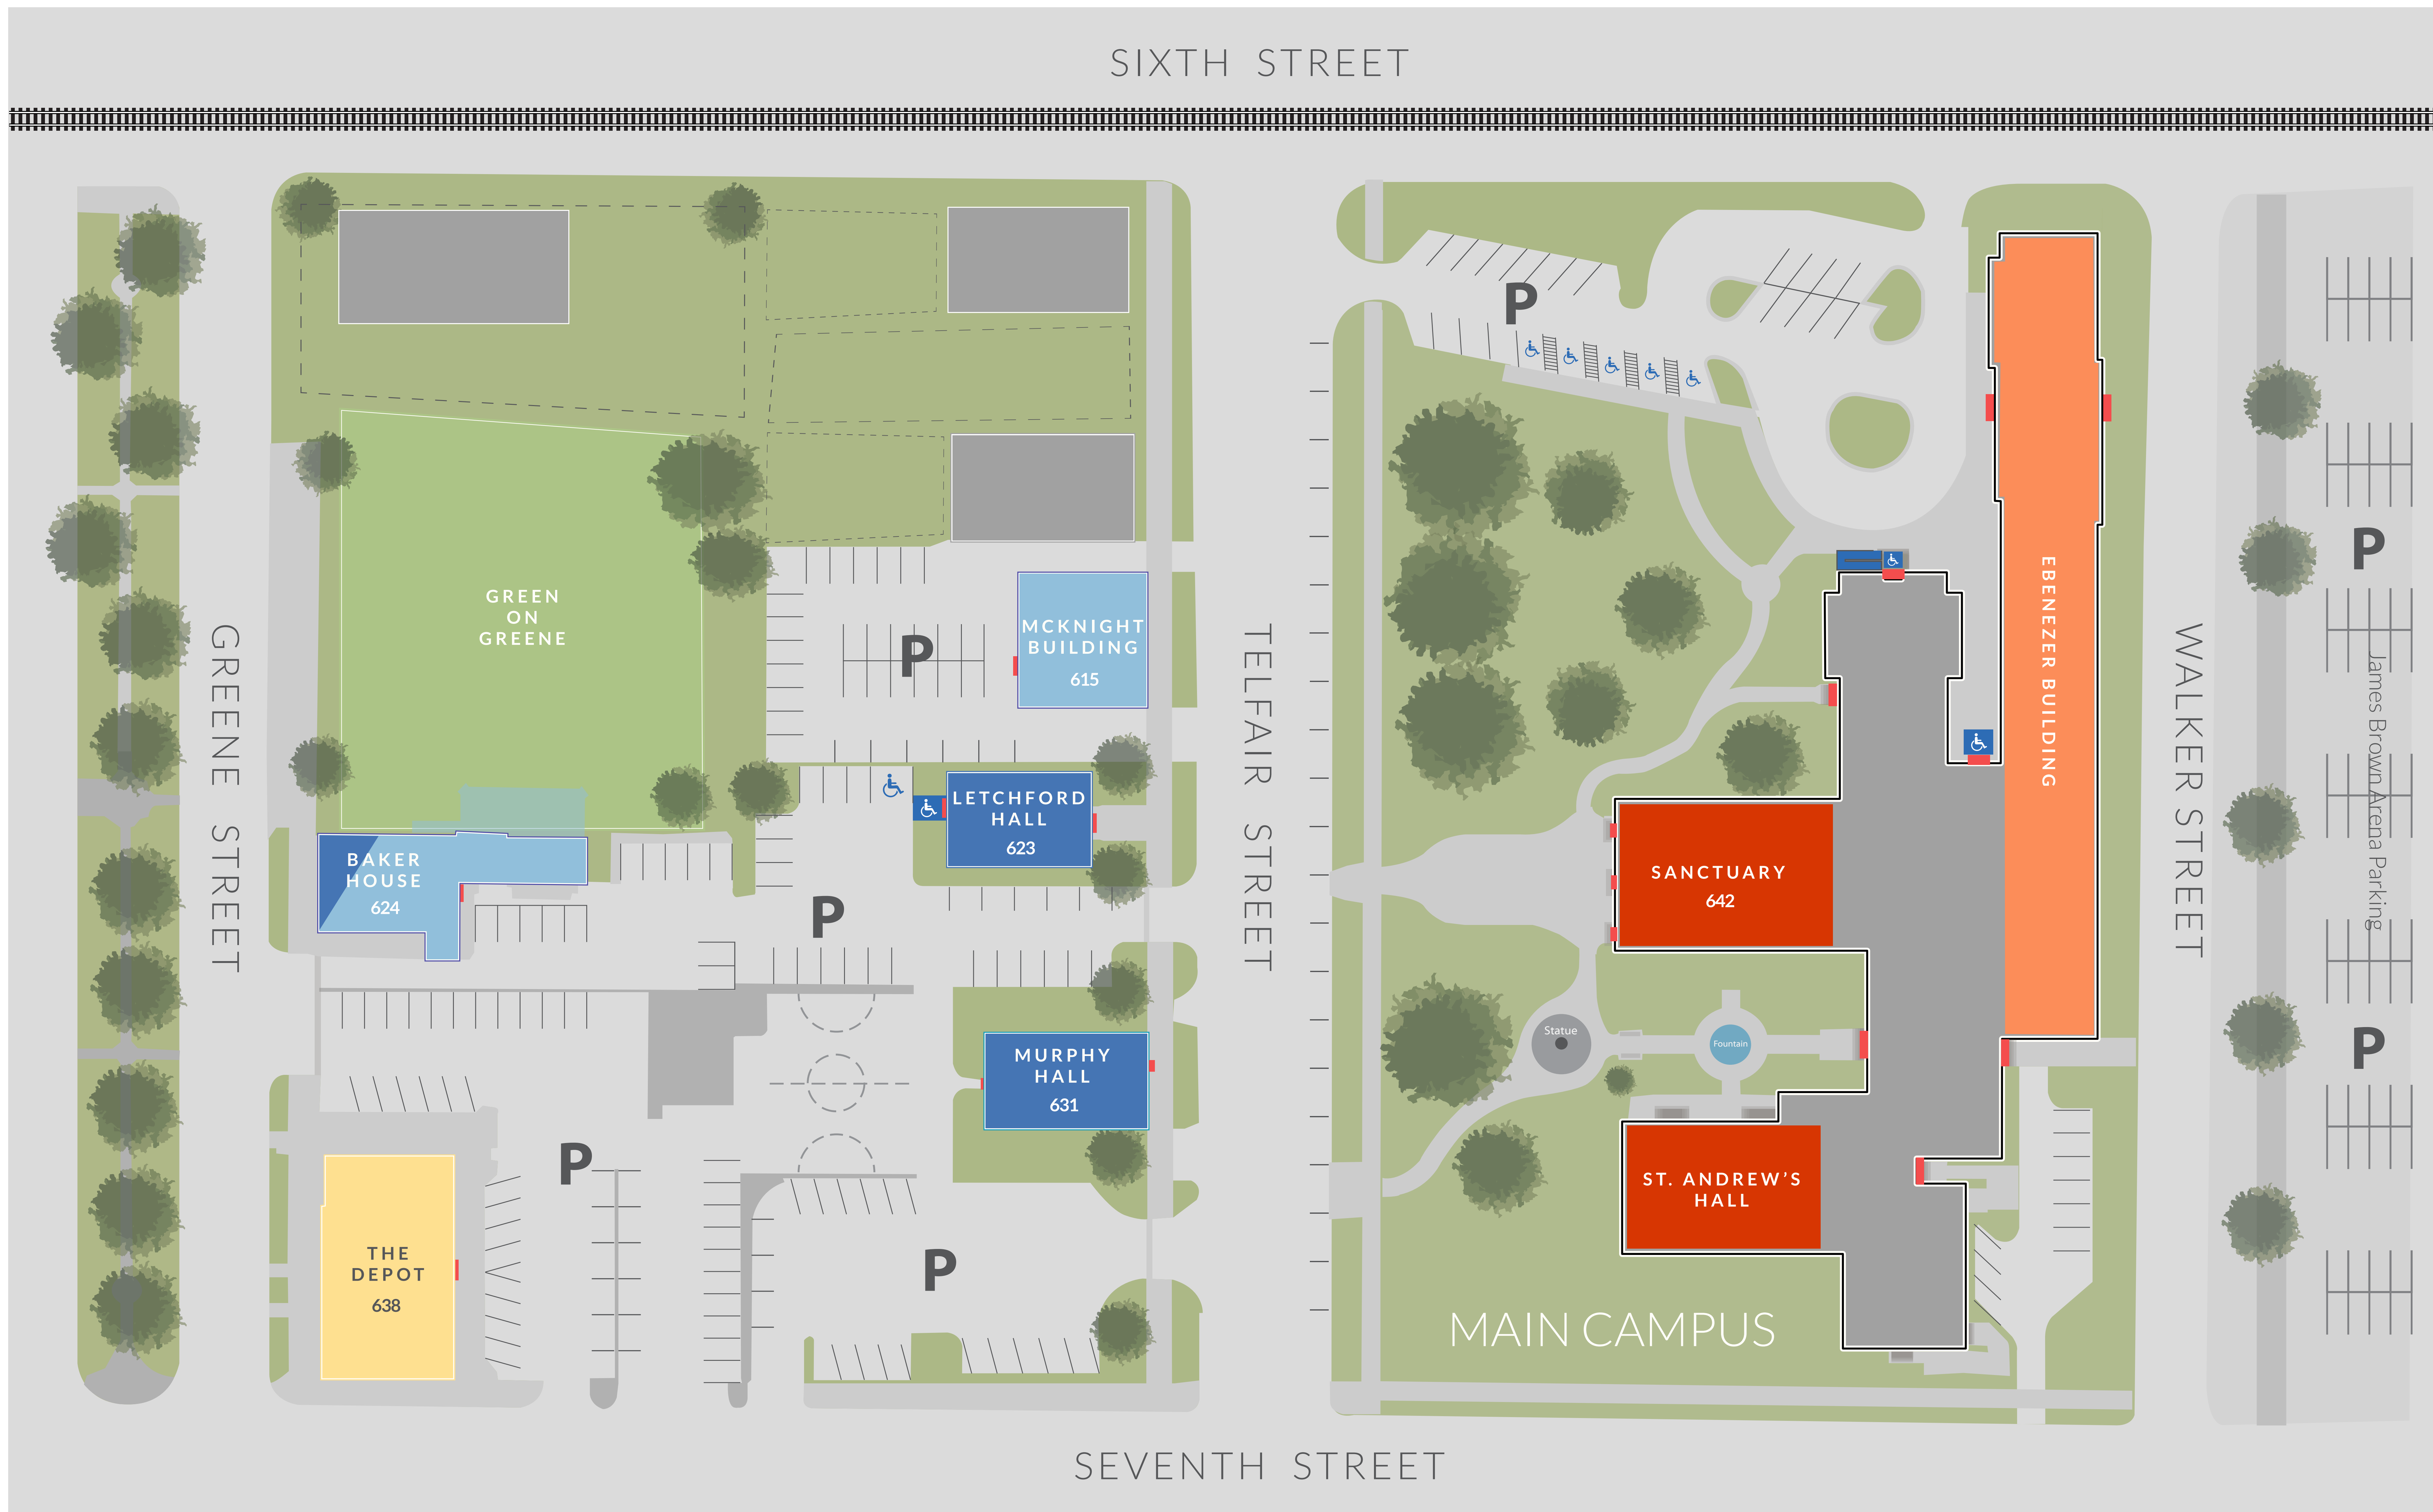 SIXTH STREET
P
GREEN
ON
GREENE
MCKNIGHT
BUILDING
615
P
LETCHFORD
HALL
623
BAKER
HOUSE
624
P
GREENE STREET
TELFAIR STREET
EBENEZER BUILDING
WALKER STREET
P
James Brown Arena Parking
P
SANCTUARY
642
Statue
Fountain
MURPHY
HALL
631
P
ST. ANDREW'S
HALL
THE
DEPOT
638
P
MAIN CAMPUS
SEVENTH STREET